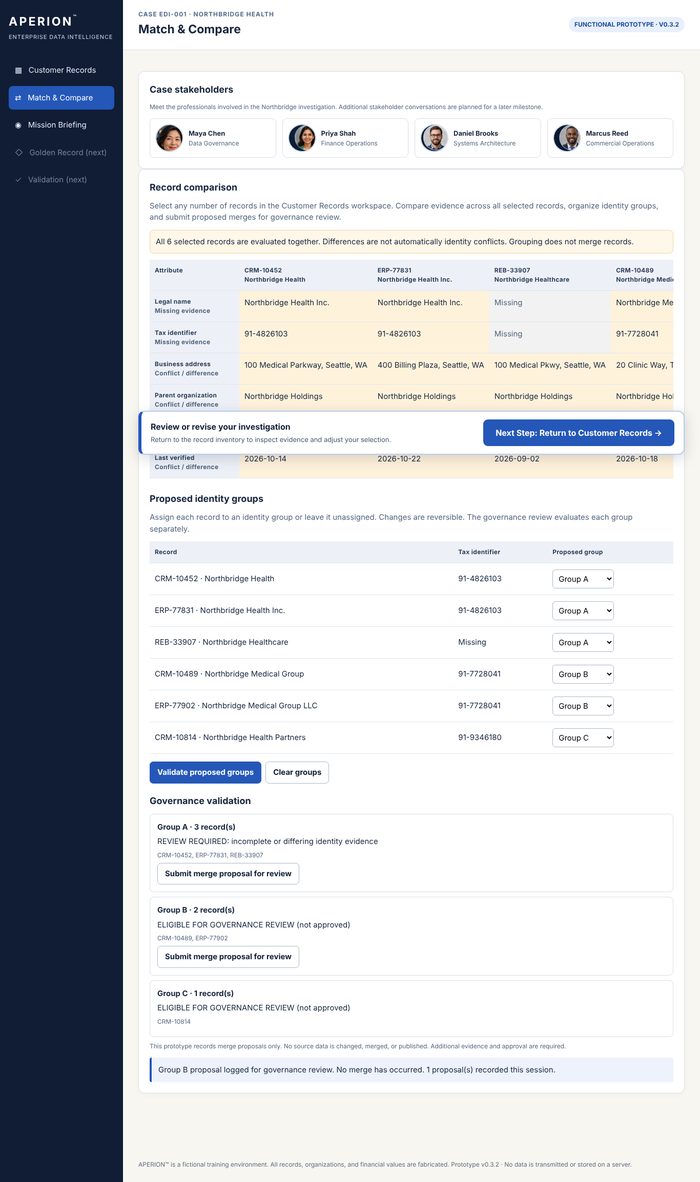 APERION™
ENTERPRISE DATA INTELLIGENCE
Customer Records
Match & Compare
Mission Briefing
Golden Record (next)
Validation (next)
CASE EDI-001 · NORTHBRIDGE HEALTH
Match & Compare
FUNCTIONAL PROTOTYPE · V0.3.2
Case stakeholders
Meet the professionals involved in the Northbridge investigation. Additional stakeholder conversations are planned for a later milestone.
Maya Chen
Data Governance
Priya Shah
Finance Operations
Daniel Brooks
Systems Architecture
Marcus Reed
Commercial Operations
Record comparison
Select any number of records in the Customer Records workspace. Compare evidence across all selected records, organize identity groups,
and submit proposed merges for governance review.
All 6 selected records are evaluated together. Differences are not automatically identity conflicts. Grouping does not merge records.
Attribute CRM-10452 ERP-77831 REB-33907 CRM-10489
Northbridge Health Northbridge Health Inc. Northbridge Healthcare Northbridge Medic
Legal name Northbridge Health Inc. Northbridge Health Inc. Missing Northbridge Me
Missing evidence
Tax identifier 91-4826103 91-4826103 Missing 91-7728041
Missing evidence
Business address 100 Medical Parkway, Seattle, WA 400 Billing Plaza, Seattle, WA 100 Medical Pkwy, Seattle, WA 20 Clinic Way, T
Conflict / difference
Parent organization Northbridge Holdings Northbridge Holdings Northbridge Holdings Northbridge Hol
Conflict / difference
Review or revise your investigation
Return to the record inventory to inspect evidence and adjust your selection.
Next Step: Return to Customer Records →
Last verified 2026-10-14 2026-10-22 2026-09-02 2026-10-18
Conflict / difference
Proposed identity groups
Assign each record to an identity group or leave it unassigned. Changes are reversible. The governance review evaluates each group
separately.
Record Tax identifier Proposed group
CRM-10452 · Northbridge Health 91-4826103 Group A
ERP-77831 · Northbridge Health Inc. 91-4826103 Group A
REB-33907 · Northbridge Healthcare Missing Group A
CRM-10489 · Northbridge Medical Group 91-7728041 Group B
ERP-77902 · Northbridge Medical Group LLC 91-7728041 Group B
CRM-10814 · Northbridge Health Partners 91-9346180 Group C
Validate proposed groups Clear groups
Governance validation
Group A · 3 record(s)
REVIEW REQUIRED: incomplete or differing identity evidence
CRM-10452, ERP-77831, REB-33907
Submit merge proposal for review
Group B · 2 record(s)
ELIGIBLE FOR GOVERNANCE REVIEW (not approved)
CRM-10489, ERP-77902
Submit merge proposal for review
Group C · 1 record(s)
ELIGIBLE FOR GOVERNANCE REVIEW (not approved)
CRM-10814
This prototype records merge proposals only. No source data is changed, merged, or published. Additional evidence and approval are required.
Group B proposal logged for governance review. No merge has occurred. 1 proposal(s) recorded this session.
APERION™ is a fictional training environment. All records, organizations, and financial values are fabricated. Prototype v0.3.2 · No data is transmitted or stored on a server.